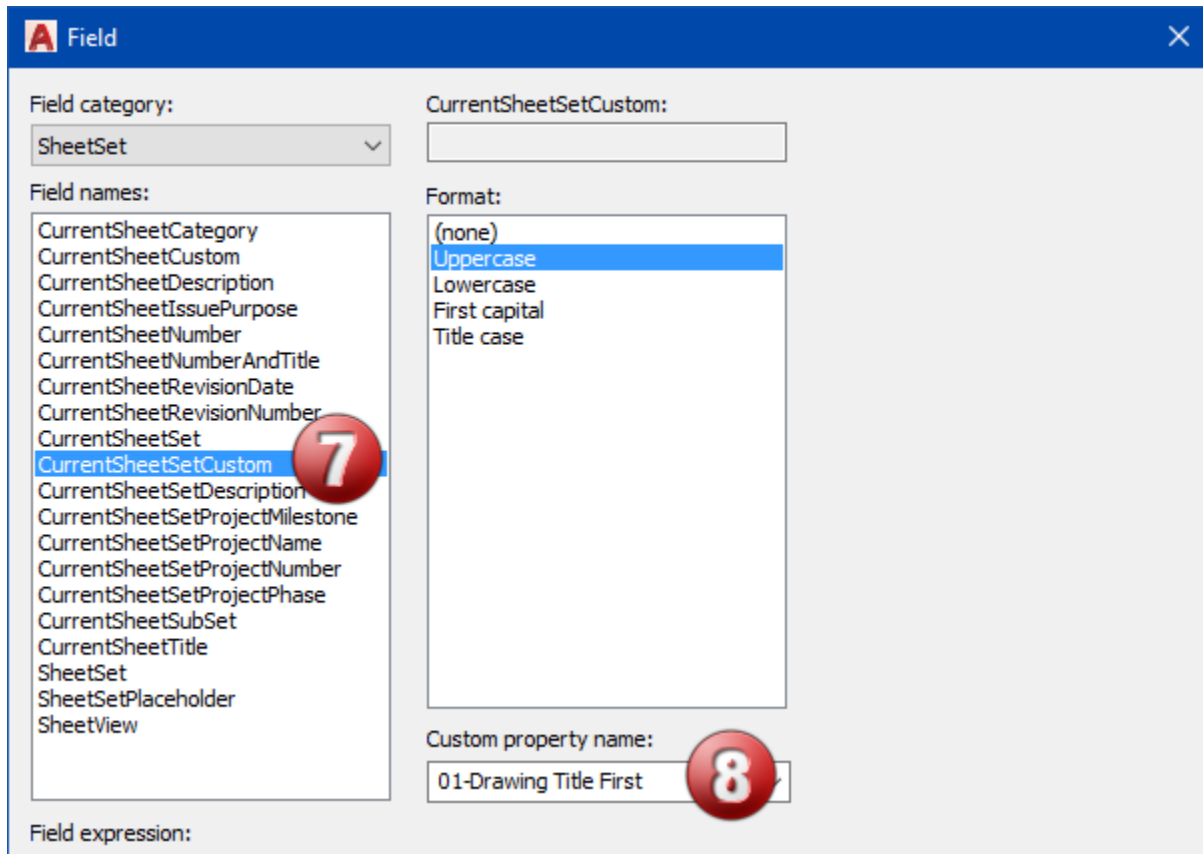 Field
Field category:
SheetSet
Field names:
CurrentSheetCategory
CurrentSheetCustom
CurrentSheetDescription
CurrentSheetIssuePurpose
CurrentSheetNumber
CurrentSheetNumberAndTitle
CurrentSheetRevisionDate
CurrentSheetRevisionNumber
CurrentSheetSet
CurrentSheetSetCustom
7
CurrentSheetSetDescription
CurrentSheetSetProjectMilestone
CurrentSheetSetProjectName
CurrentSheetSetProjectNumber
CurrentSheetSetProjectPhase
CurrentSheetSubSet
CurrentSheetTitle
SheetSet
SheetSetPlaceholder
SheetView
CurrentSheetSetCustom:
Format:
(none)
Uppercase
Lowercase
First capital
Title case
Custom property name:
01-Drawing Title First
8
Field expression: